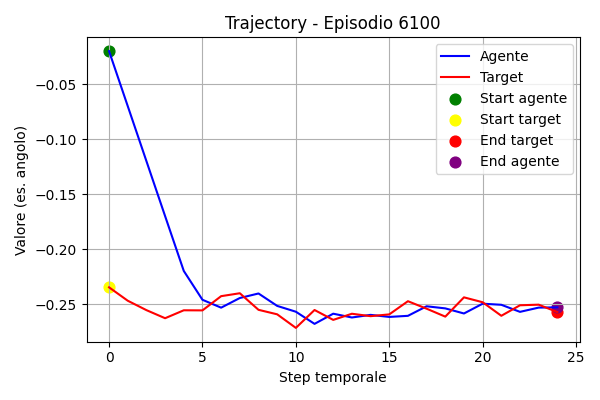 Trajectory - Episodio 6100
Valore (es. angolo)
−0.05
−0.10
−0.15
−0.20
−0.25
Agente
Target
Start agente
Start target
End target
End agente
0 5 10 15 20 25
Step temporale